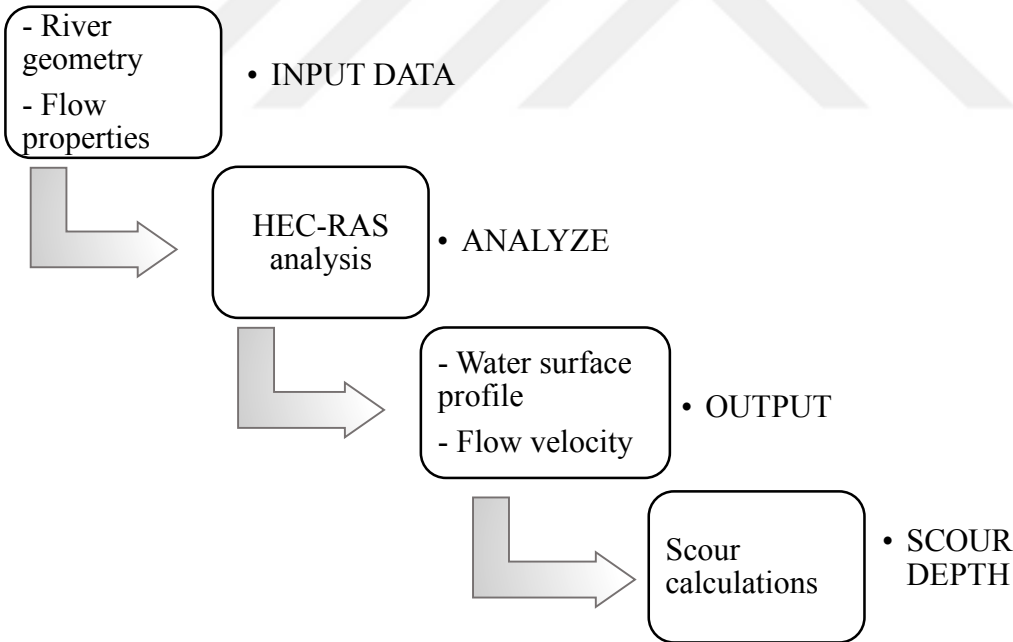 - River
geometry
- Flow
properties
• INPUT DATA
HEC-RAS
analysis
• ANALYZE
- Water surface
profile
- Flow velocity
• OUTPUT
Scour
calculations
• SCOUR
DEPTH